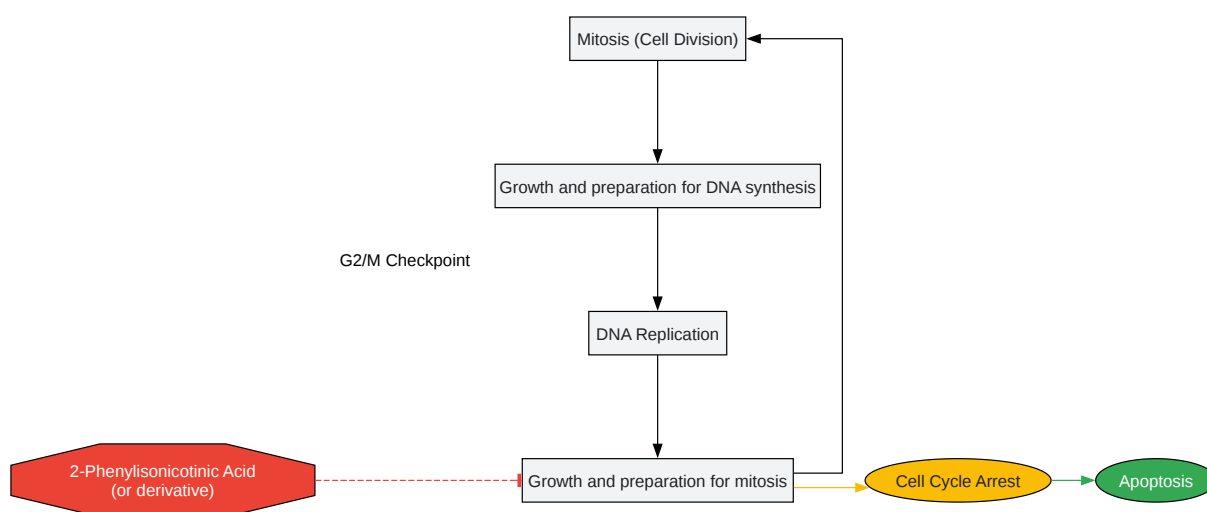 Mitosis (Cell Division)
Growth and preparation for DNA synthesis
G2/M Checkpoint
DNA Replication
2-Phenylisonicotinic Acid
(or derivative)
Growth and preparation for mitosis
Cell Cycle Arrest
Apoptosis